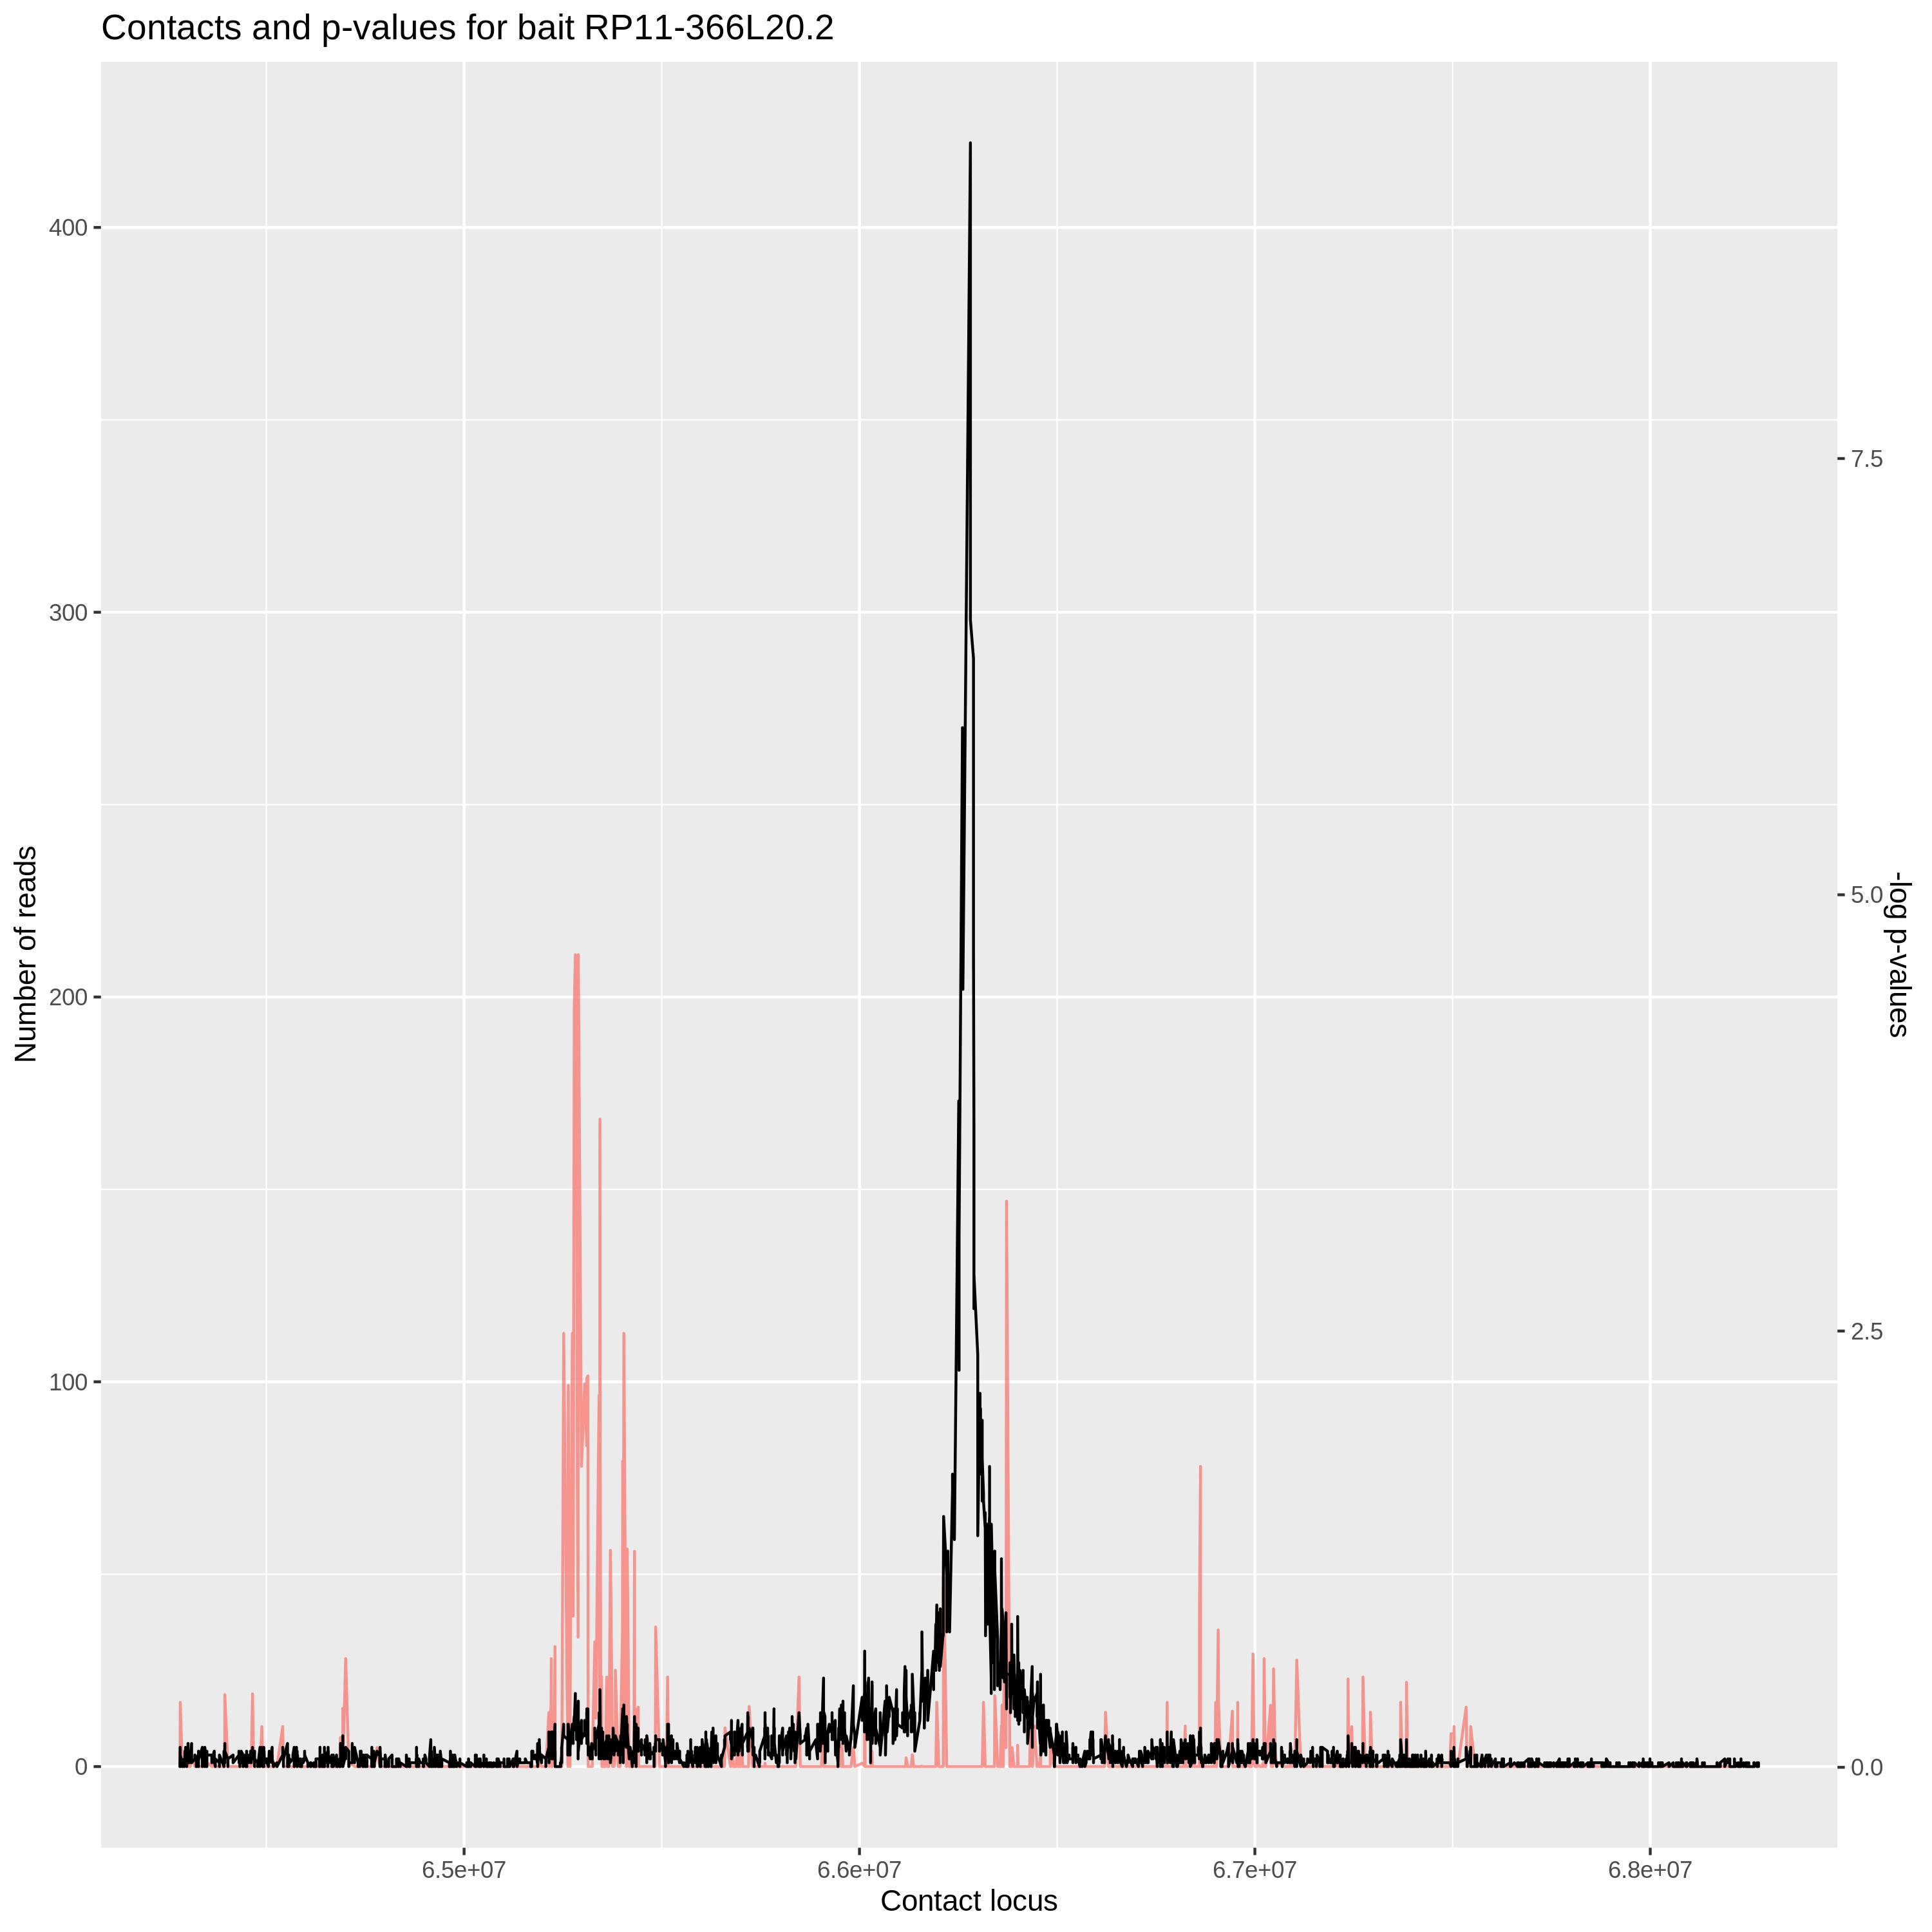 Contacts and p-values for bait RP11-366L20.2
400
300
200
100
0
Number of reads
7.5
5.0
2.5
0.0
-log p-values
6.5e+07 6.6e+07 6.7e+07 6.8e+07
Contact locus